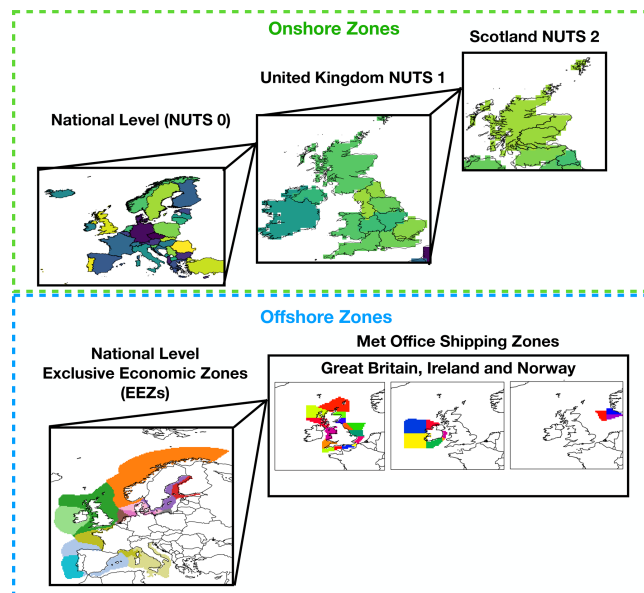 Onshore Zones
Scotland NUTS 2
United Kingdom NUTS 1
National Level (NUTS 0)
Offshore Zones
Met Office Shipping Zones
National Level
Exclusive Economic Zones
(EEZs)
Great Britain, Ireland and Norway